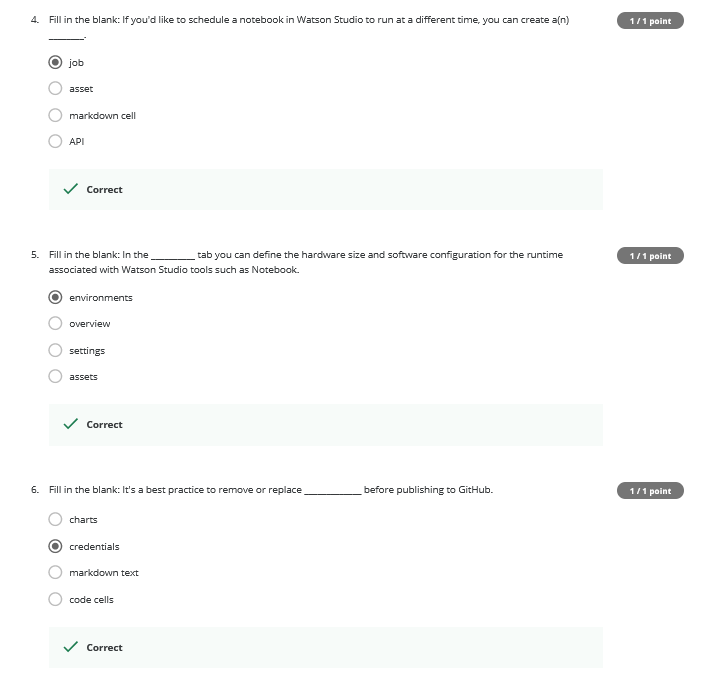 4. Fill in the blank: If you'd like to schedule a notebook in Watson Studio to run at a different time, you can create a(n)
________.
1 / 1 point
job
asset
markdown cell
API
Correct
5. Fill in the blank: In the __________ tab you can define the hardware size and software configuration for the runtime
associated with Watson Studio tools such as Notebook.
1 / 1 point
environments
overview
settings
assets
Correct
6. Fill in the blank: It's a best practice to remove or replace _____________ before publishing to GitHub.
1 / 1 point
charts
credentials
markdown text
code cells
Correct